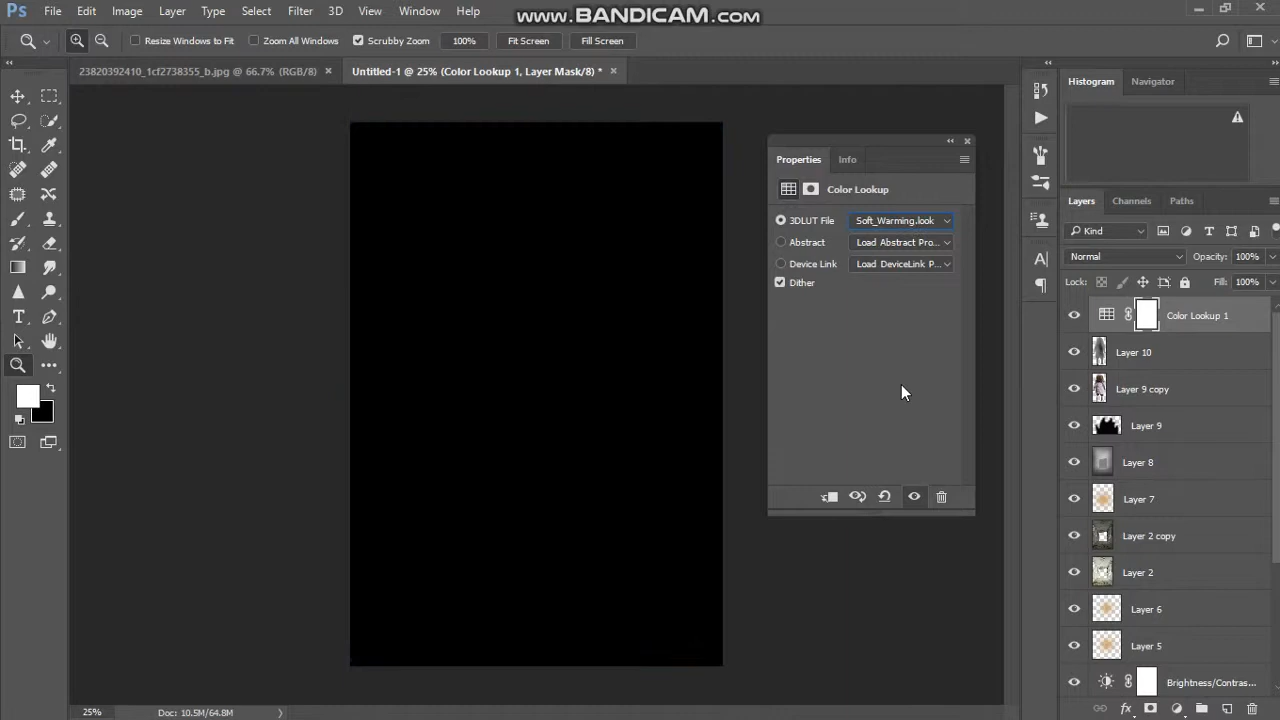 Ps File Edit Image Layer Type Select Filter 3D View Window Help
www.BANDICAM.com
Resize Windows to Fit Zoom All Windows Scrubby Zoom 100% Fit Screen Fill Screen
23820392410_1cf2738355_b.jpg @ 66.7% (RGB/8) × Untitled-1 @ 25% (Color Lookup 1, Layer Mask/8) * ×
Histogram Navigator
Properties Info
Color Lookup
3DLUT File Soft_Warming.look
Abstract Load Abstract Pro...
Device Link Load DeviceLink P...
Dither
Layers Channels Paths
Kind
Normal Opacity: 100%
Lock: Fill: 100%
Color Lookup 1
Layer 10
Layer 9 copy
Layer 9
Layer 8
Layer 7
Layer 2 copy
Layer 2
Layer 6
Layer 5
Brightness/Contras...
25% Doc: 10.5M/64.8M